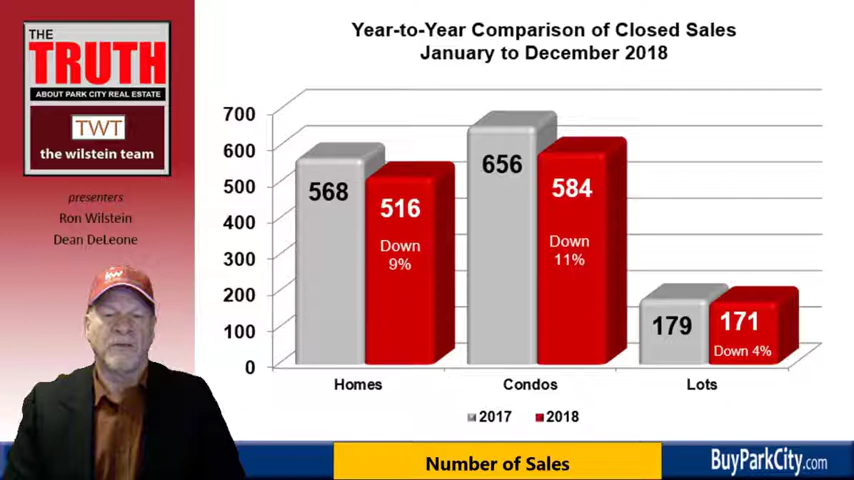 THE
TRUTH
ABOUT PARK CITY REAL ESTATE
TWT
the wilstein team
presenters
Ron Wilstein
Dean DeLeone
Year-to-Year Comparison of Closed Sales
January to December 2018
700
600
500
400
300
200
100
0
568
516
Down
9%
656
584
Down
11%
179
171
Down 4%
Homes
Condos
Lots
2017
2018
Number of Sales
BuyParkCity.com